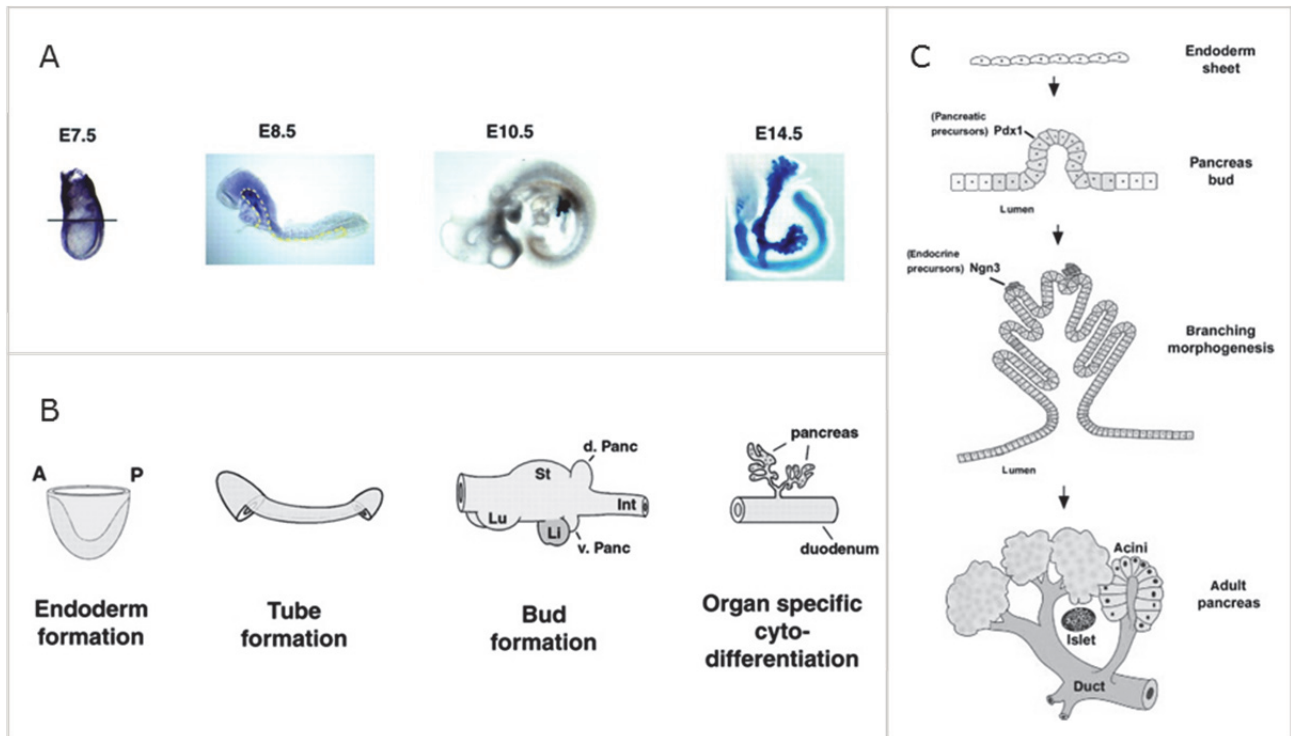 A
E7.5
E8.5
E10.5
E14.5
B
A
P
Endoderm
formation
Tube
formation
St
d. Panc
Lu
Int
Li
v. Panc
Bud
formation
pancreas
duodenum
Organ specific
cyto-
differentiation
C
Endoderm
sheet
(Pancreatic
precursors) Pdx1
Pancreas
bud
Lumen
(Endocrine
precursors) Ngn3
Branching
morphogenesis
Lumen
Acini
Adult
pancreas
Islet
Duct